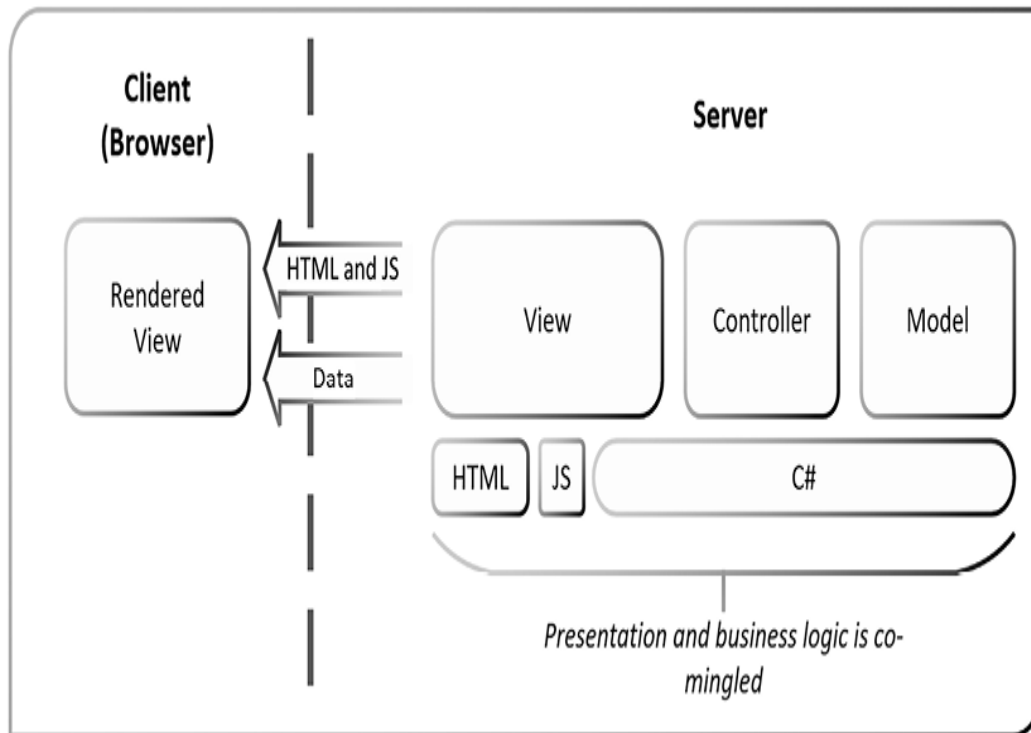 Client
(Browser)
Server
HTML and JS
Rendered
View
View
Controller
Model
Data
HTML
JS
C#
Presentation and business logic is co-
mingled